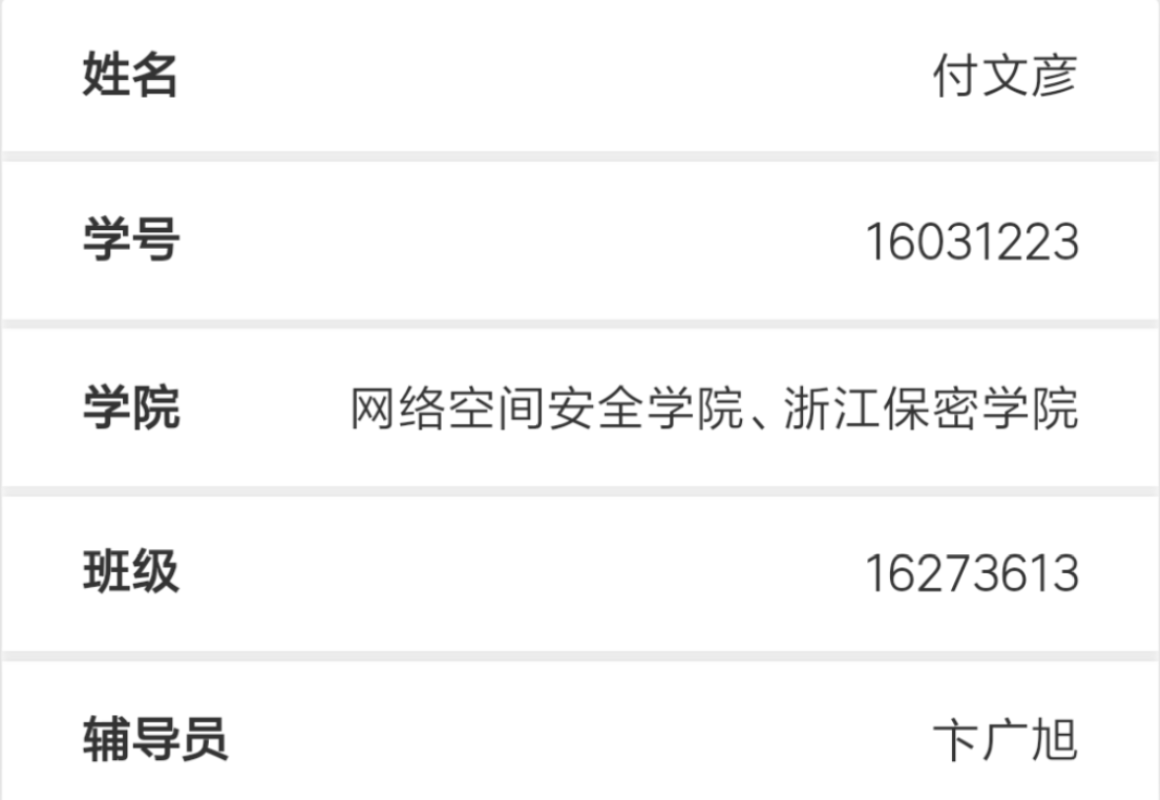 姓名 付文彦
学号 16031223
学院 网络空间安全学院、浙江保密学院
班级 16273613
辅导员 卞广旭